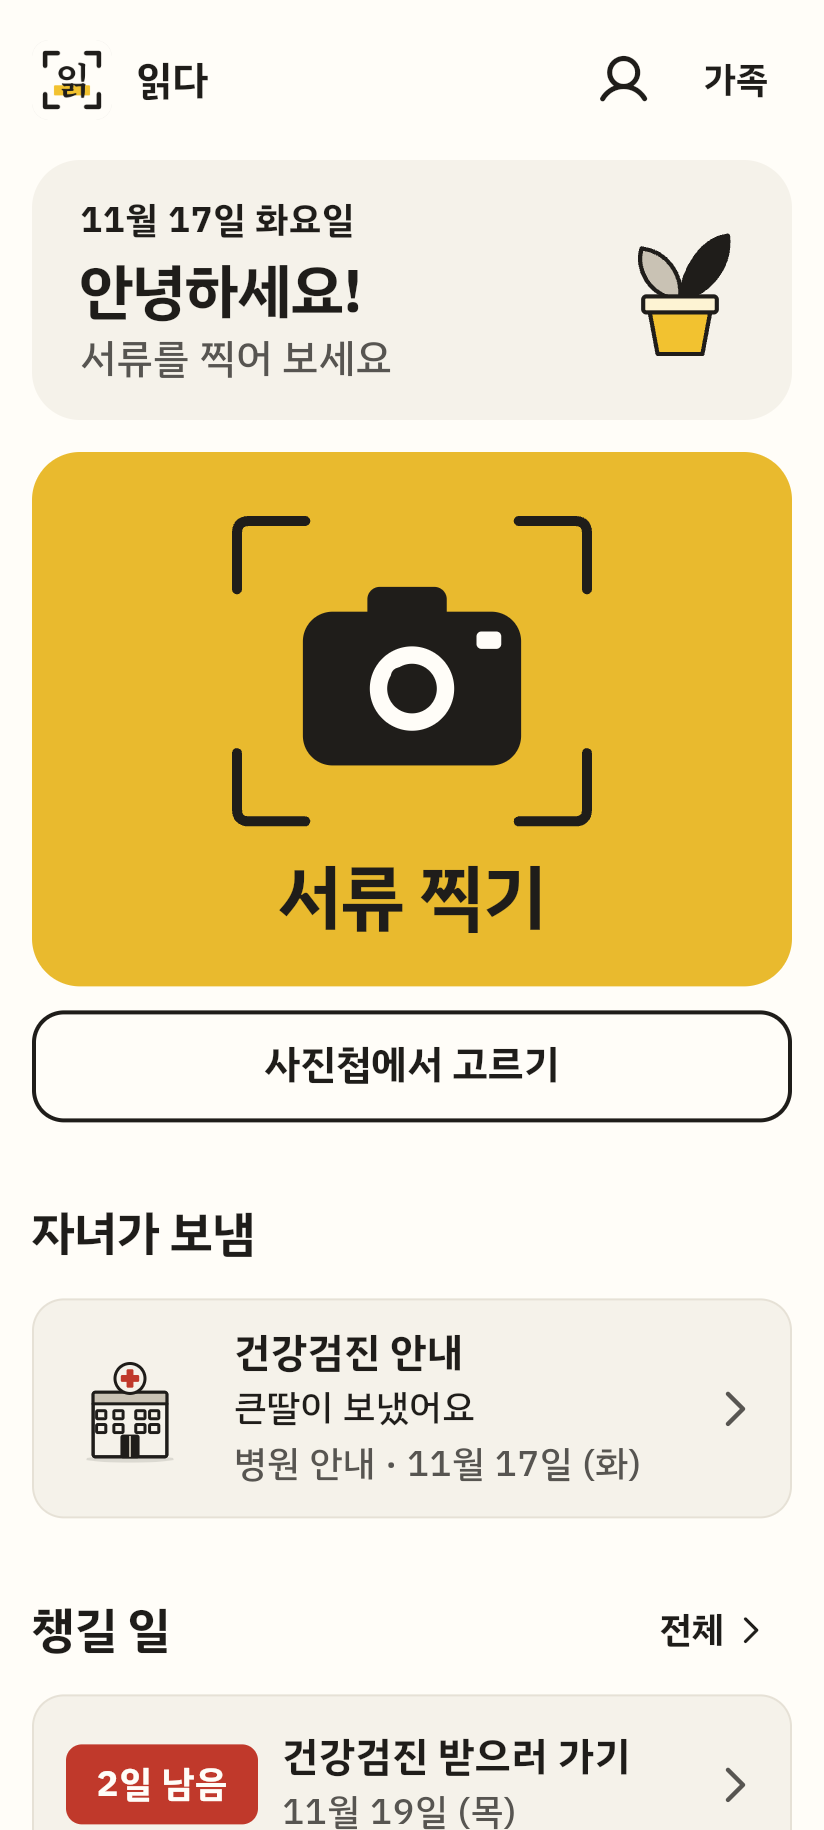 읽
읽다
가족
11월 17일 화요일
안녕하세요!
서류를 찍어 보세요
서류 찍기
사진첩에서 고르기
자녀가 보냄
건강검진 안내
큰딸이 보냈어요
병원 안내 · 11월 17일 (화)
챙길 일
전체
2일 남음
건강검진 받으러 가기
11월 19일 (목)